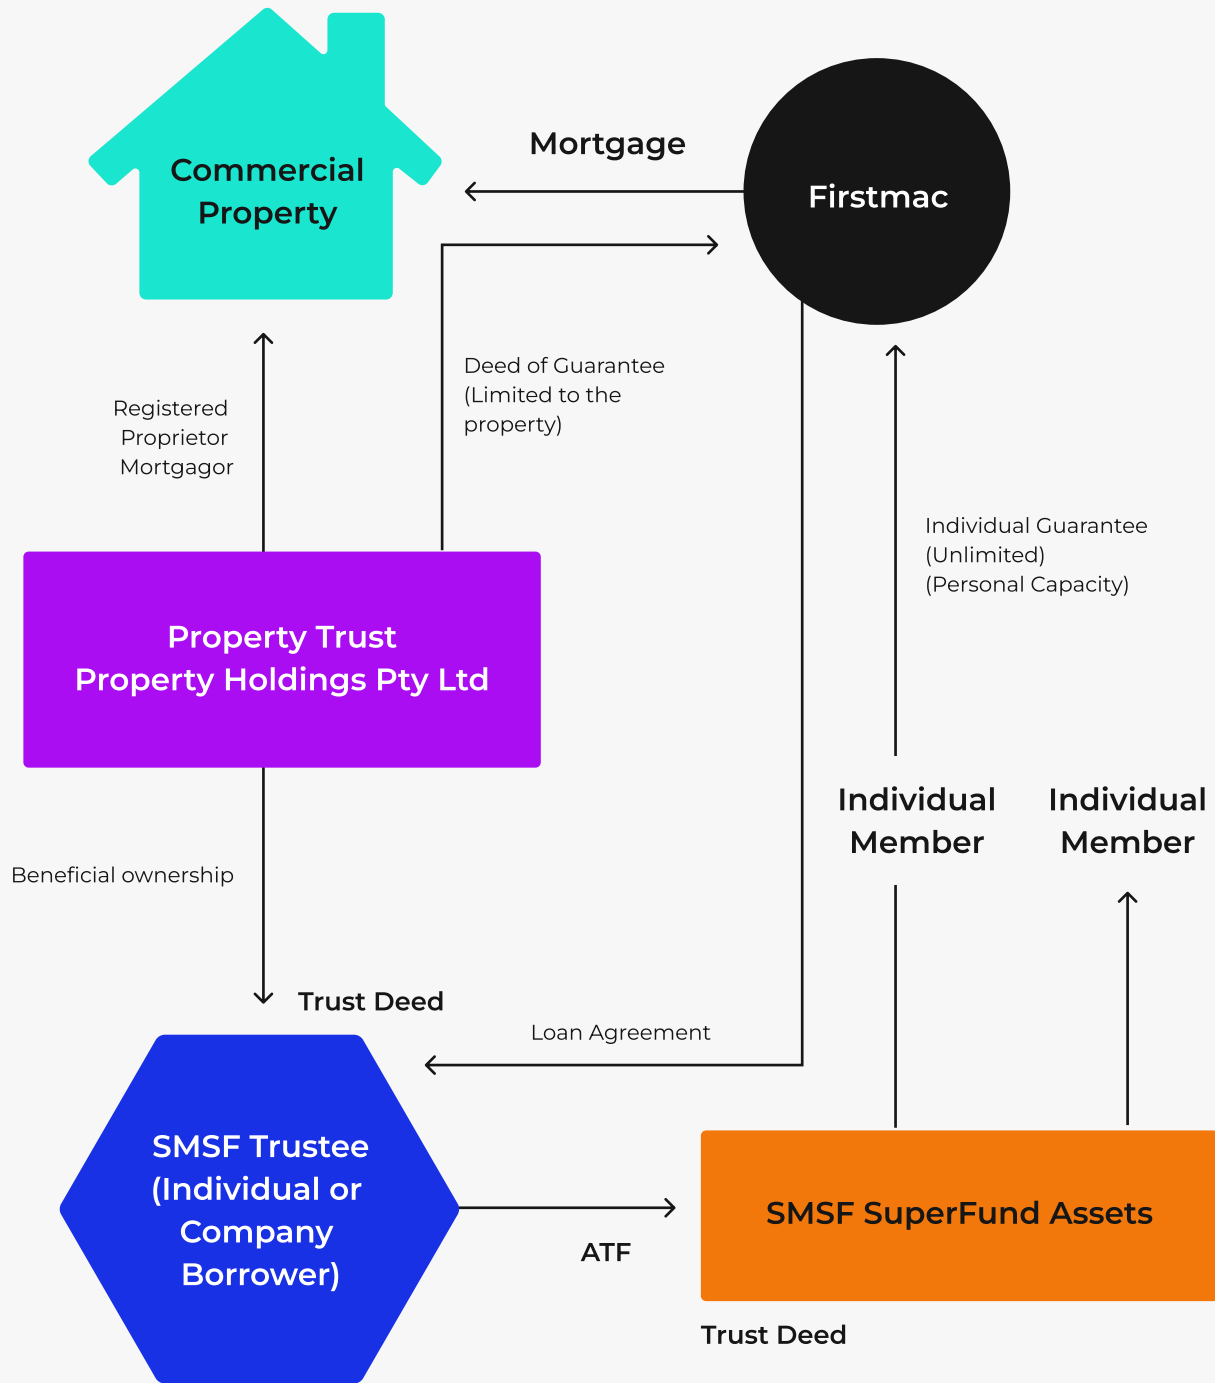 Commercial
Property
Mortgage
Firstmac
Registered
Proprietor
Mortgagor
Deed of Guarantee
(Limited to the
property)
Individual Guarantee
(Unlimited)
(Personal Capacity)
Property Trust
Property Holdings Pty Ltd
Individual
Member
Individual
Member
Beneficial ownership
Trust Deed
Loan Agreement
SMSF Trustee
(Individual or
Company
Borrower)
ATF
SMSF SuperFund Assets
Trust Deed